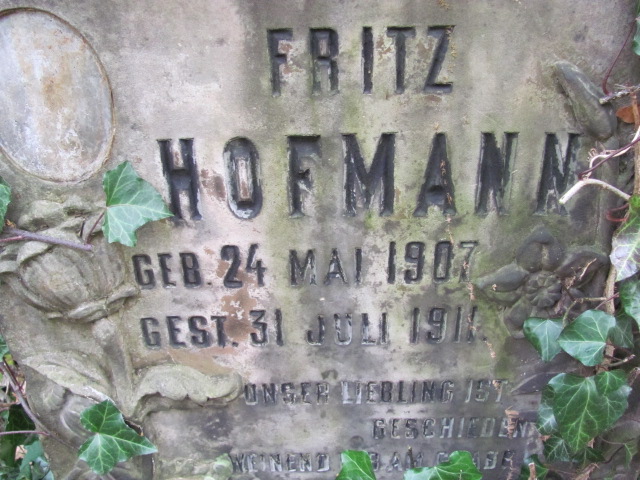 FRITZ
HOFMANN
GEB. 24 MAI 1907
GEST. 31 JULI 1911.
UNSER LIEBLING IST
GESCHIEDEN
WEINEND